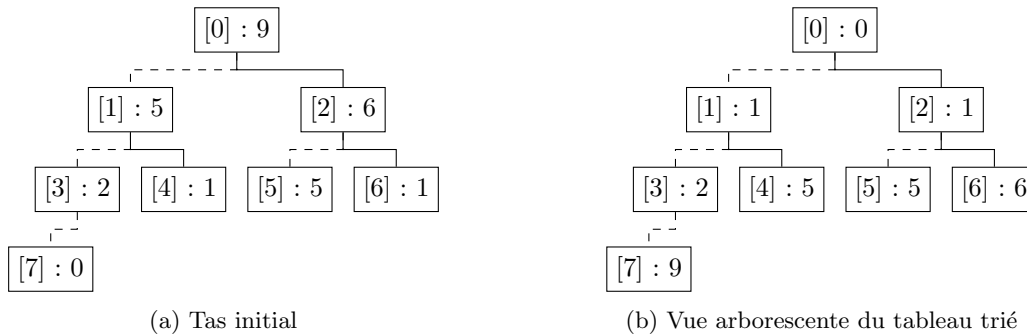 [0] : 9
[0] : 0
[1] : 5
[2] : 6
[1] : 1
[2] : 1
[3] : 2
[4] : 1
[5] : 5
[6] : 1
[3] : 2
[4] : 5
[5] : 5
[6] : 6
[7] : 0
[7] : 9
(a) Tas initial
(b) Vue arborescente du tableau trié